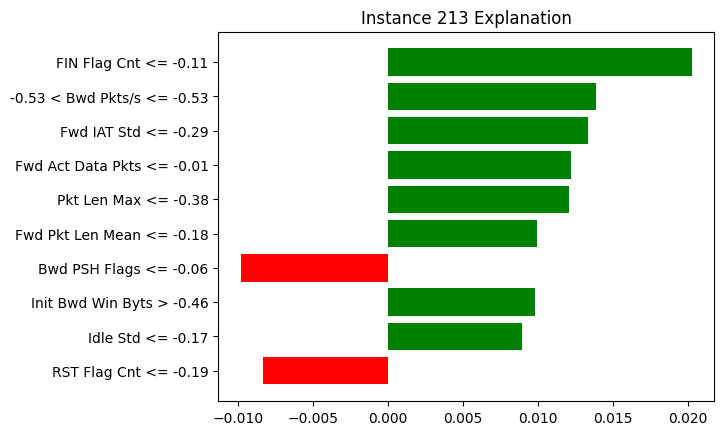 Instance 213 Explanation
FIN Flag Cnt <= -0.11
-0.53 < Bwd Pkts/s <= -0.53
Fwd IAT Std <= -0.29
Fwd Act Data Pkts <= -0.01
Pkt Len Max <= -0.38
Fwd Pkt Len Mean <= -0.18
Bwd PSH Flags <= -0.06
Init Bwd Win Byts > -0.46
Idle Std <= -0.17
RST Flag Cnt <= -0.19
−0.010 −0.005 0.000 0.005 0.010 0.015 0.020